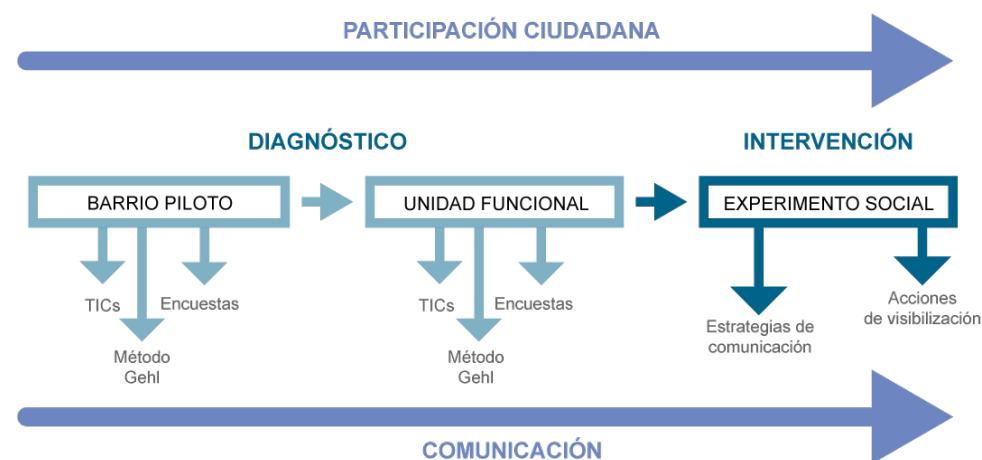 PARTICIPACIÓN CIUDADANA
DIAGNÓSTICO
INTERVENCIÓN
BARRIO PILOTO
UNIDAD FUNCIONAL
EXPERIMENTO SOCIAL
TICs
Encuestas
Método
Gehl
TICs
Encuestas
Método
Gehl
Estrategias de
comunicación
Acciones
de visibilización
COMUNICACIÓN